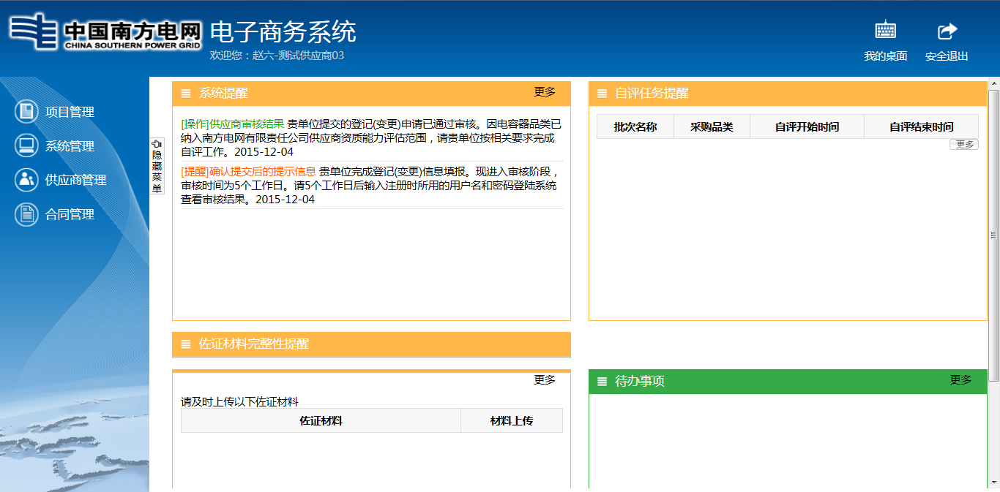 中国南方电网
CHINA SOUTHERN POWER GRID
电子商务系统
欢迎您：赵六-测试供应商03
我的桌面
安全退出
项目管理
系统管理
供应商管理
合同管理
隐藏菜单
系统提醒
更多
[操作]供应商审核结果 贵单位提交的登记(变更)申请已通过审核。因电容器品类已
纳入南方电网有限责任公司供应商资质能力评估范围，请贵单位按相关要求完成
自评工作。2015-12-04
[提醒]确认提交后的提示信息 贵单位完成登记(变更)信息填报。现进入审核阶段，
审核时间为5个工作日。请5个工作日后输入注册时所用的用户名和密码登陆系统
查看审核结果。2015-12-04
自评任务提醒
批次名称 采购品类 自评开始时间 自评结束时间
更多
佐证材料完整性提醒
更多
请及时上传以下佐证材料
佐证材料 材料上传
待办事项
更多